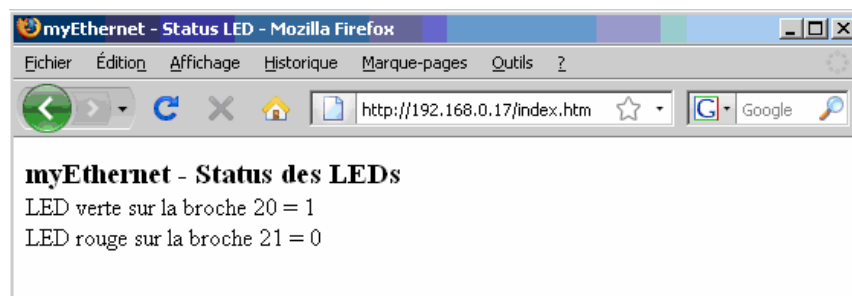 myEthernet - Status LED - Mozilla Firefox
Fichier Édition Affichage Historique Marque-pages Outils ?
http://192.168.0.17/index.htm G Google
myEthernet - Status des LEDs
LED verte sur la broche 20 = 1
LED rouge sur la broche 21 = 0